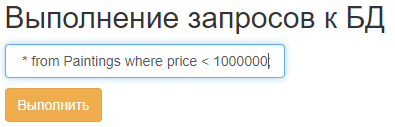 Выполнение запросов к БД
* from Paintings where price < 1000000;
Выполнить